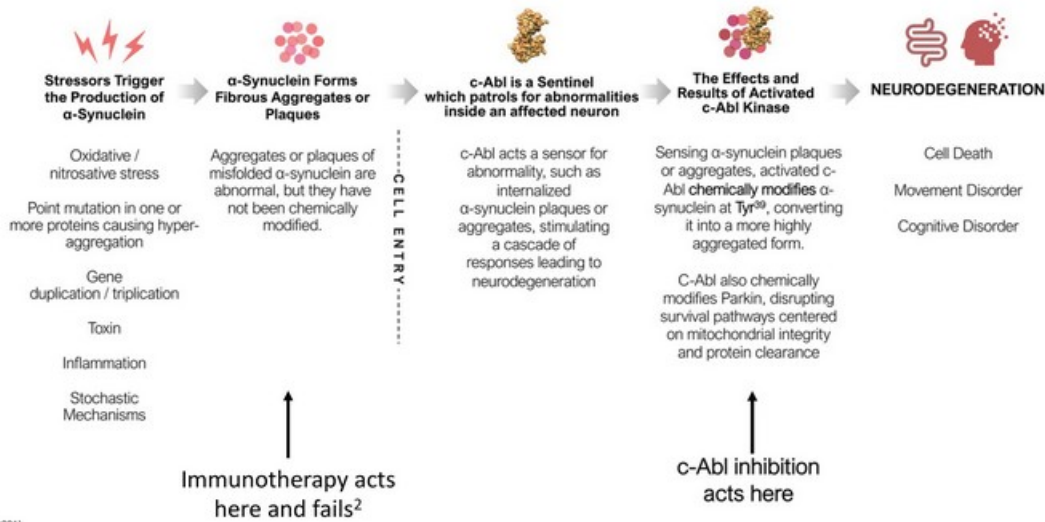 Stressors Trigger
the Production of
α-Synuclein
Oxidative /
nitrosative stress
Point mutation in one or
more proteins causing hyper-
aggregation
Gene
duplication / triplication
Toxin
Inflammation
Stochastic
Mechanisms
α-Synuclein Forms
Fibrous Aggregates or
Plaques
Aggregates or plaques of
misfolded α-synuclein are
abnormal, but they have
not been chemically
modified.
CELL ENTRY
c-Abl is a Sentinel
which patrols for abnormalities
inside an affected neuron
c-Abl acts a sensor for
abnormality, such as
internalized
α-synuclein plaques or
aggregates, stimulating
a cascade of
responses leading to
neurodegeneration
The Effects and
Results of Activated
c-Abl Kinase
Sensing α-synuclein plaques
or aggregates, activated c-
Abl chemically modifies α-
synuclein at Tyr³⁹, converting
it into a more highly
aggregated form.
C-Abl also chemically
modifies Parkin, disrupting
survival pathways centered
on mitochondrial integrity
and protein clearance
NEURODEGENERATION
Cell Death
Movement Disorder
Cognitive Disorder
Immunotherapy acts
here and fails²
c-Abl inhibition
acts here